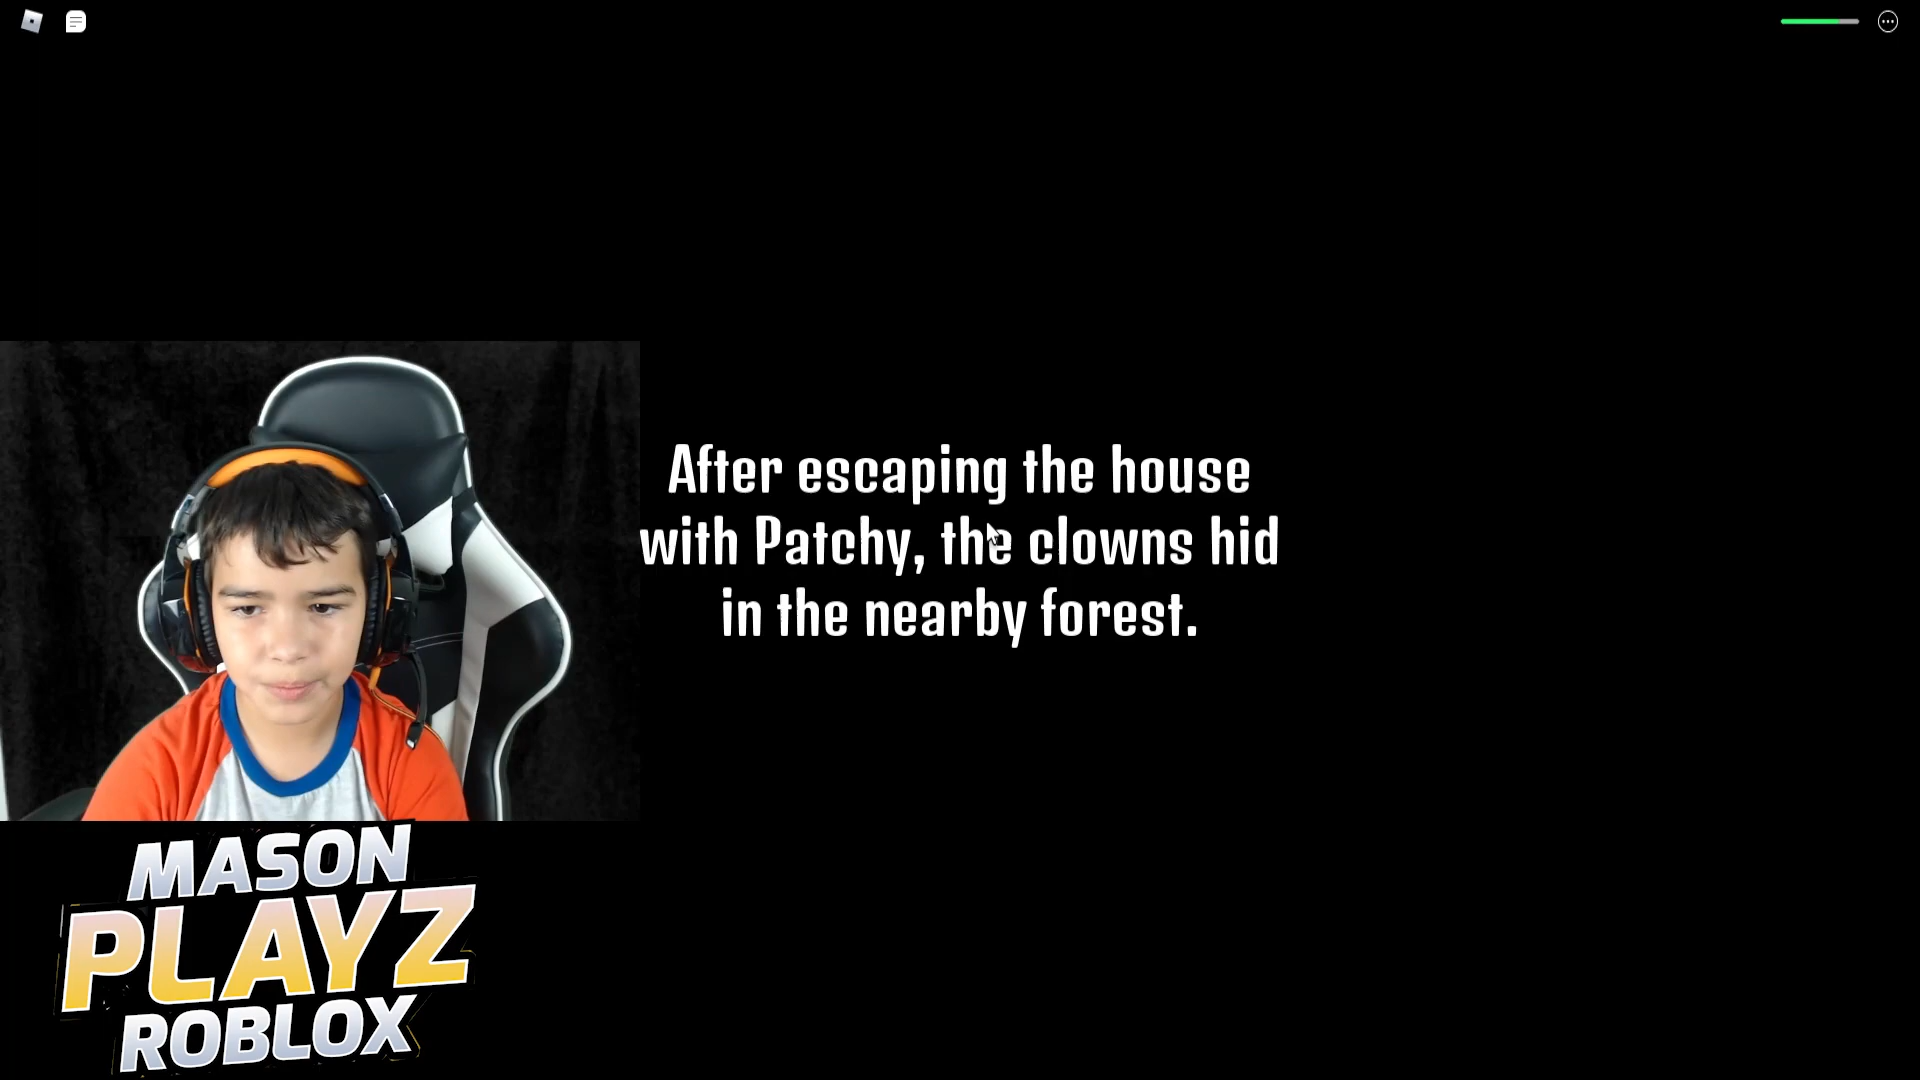 After escaping the house
with Patchy, the clowns hid
in the nearby forest.
MASON
PLAYZ
ROBLOX